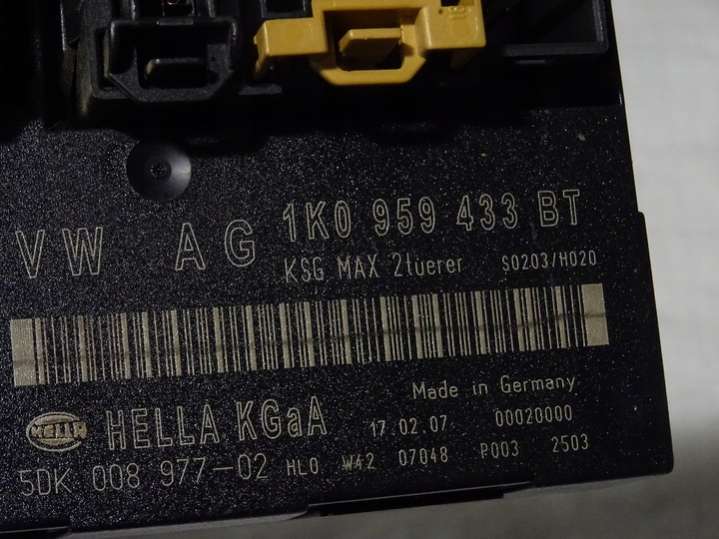 VW AG 1K0 959 433 BT
KSG MAX 2tuerer S0203/H020
Made in Germany
HELLA HELLA KGaA 17.02.07 00020000
5DK 008 977-02 HLO W42 07048 P003 2503